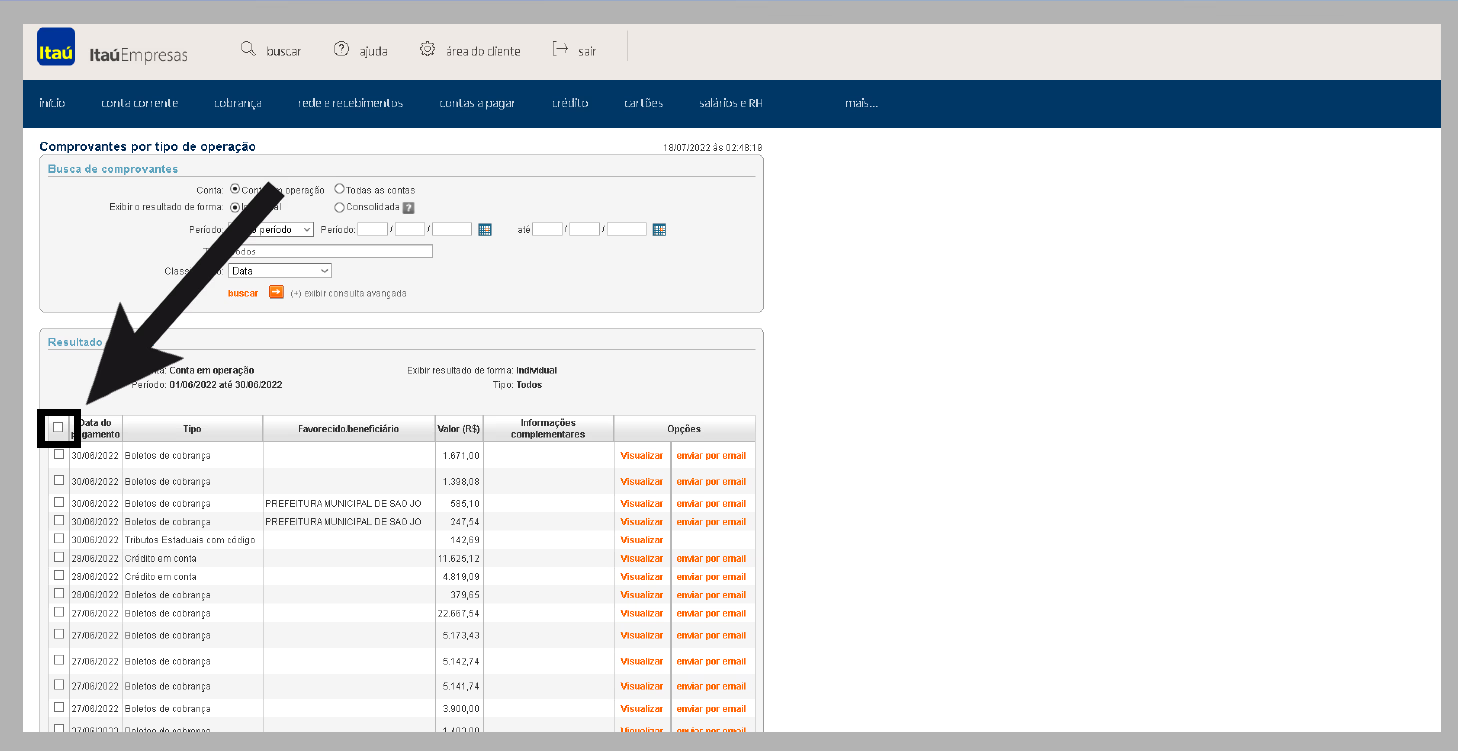 Itaú ItaúEmpresas buscar ajuda área do cliente sair
início conta corrente cobrança rede e recebimentos contas a pagar crédito cartões salários e RH mais...
Comprovantes por tipo de operação 18/07/2022 às 02:48:19
Busca de comprovantes
Conta: operação Todas as contas
Exibir o resultado de forma: Consolidada ?
Período: período Período: / / até / /
odos
Class Data
buscar (+) exibir consulta avançada
Resultado
Conta em operação Exibir resultado de forma: Individual
Período: 01/06/2022 até 30/06/2022 Tipo: Todos
Data do pagamento Tipo Favorecido/beneficiário Valor (R$) Informações complementares Opções
30/06/2022 Boletos de cobrança 1.671,00 Visualizar enviar por email
30/06/2022 Boletos de cobrança 1.398,08 Visualizar enviar por email
30/06/2022 Boletos de cobrança PREFEITURA MUNICIPAL DE SAO JO 585,10 Visualizar enviar por email
30/06/2022 Boletos de cobrança PREFEITURA MUNICIPAL DE SAO JO 247,54 Visualizar enviar por email
30/06/2022 Tributos Estaduais com código 142,69 Visualizar
28/06/2022 Crédito em conta 11.625,12 Visualizar enviar por email
28/06/2022 Crédito em conta 4.819,09 Visualizar enviar por email
28/06/2022 Boletos de cobrança 379,65 Visualizar enviar por email
27/06/2022 Boletos de cobrança 22.667,54 Visualizar enviar por email
27/06/2022 Boletos de cobrança 5.173,43 Visualizar enviar por email
27/06/2022 Boletos de cobrança 5.142,74 Visualizar enviar por email
27/06/2022 Boletos de cobrança 5.141,74 Visualizar enviar por email
27/06/2022 Boletos de cobrança 3.900,00 Visualizar enviar por email
27/06/2022 Boletos de cobrança Visualizar enviar por email